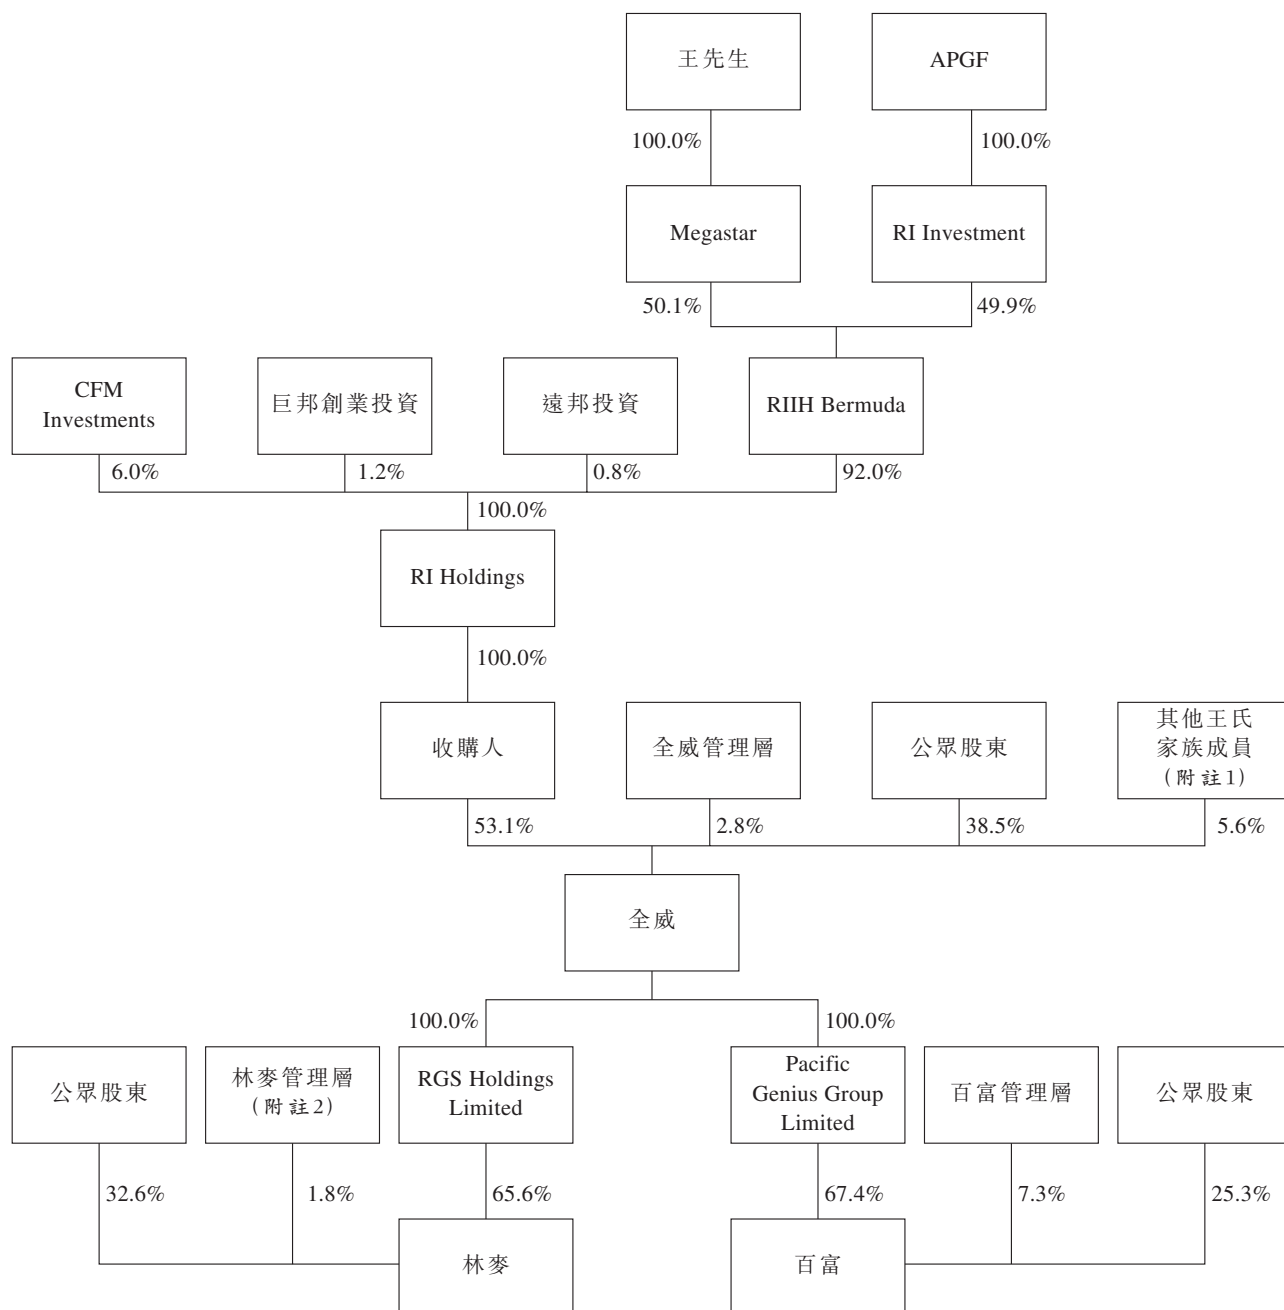 王先生
APGF
100.0%
100.0%
Megastar
RI Investment
50.1%
49.9%
CFM
Investments
巨邦創業投資
遠邦投資
RIIH Bermuda
6.0%
1.2%
0.8%
92.0%
100.0%
RI Holdings
100.0%
收購人
全威管理層
公眾股東
其他王氏
家族成員
(附註1)
53.1%
2.8%
38.5%
5.6%
全威
100.0%
100.0%
公眾股東
林麥管理層
(附註2)
RGS Holdings
Limited
Pacific
Genius Group
Limited
百富管理層
公眾股東
32.6%
1.8%
65.6%
67.4%
7.3%
25.3%
林麥
百富